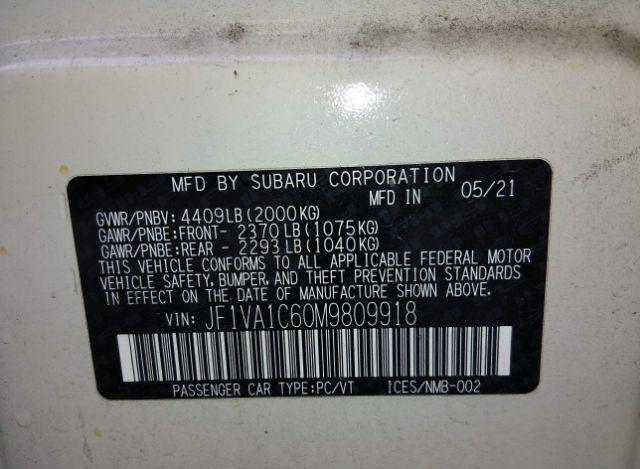 MFD BY SUBARU CORPORATION
MFD IN 05/21
GVWR/PNBV: 4409LB(2000KG)
GAWR/PNBE:FRONT- 2370LB(1075KG)
GAWR/PNBE:REAR - 2293LB(1040KG)
THIS VEHICLE CONFORMS TO ALL APPLICABLE FEDERAL MOTOR
VEHICLE SAFETY, BUMPER, AND THEFT PREVENTION STANDARDS
IN EFFECT ON THE DATE OF MANUFACTURE SHOWN ABOVE.
VIN: JF1VA1C60M9809918
PASSENGER CAR TYPE:PC/VT ICES/NMB-002